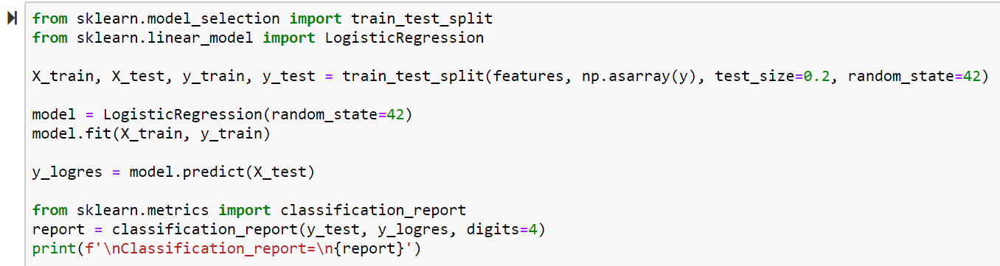 from sklearn.model_selection import train_test_split
from sklearn.linear_model import LogisticRegression
X_train, X_test, y_train, y_test = train_test_split(features, np.asarray(y), test_size=0.2, random_state=42)
model = LogisticRegression(random_state=42)
model.fit(X_train, y_train)
y_logres = model.predict(X_test)
from sklearn.metrics import classification_report
report = classification_report(y_test, y_logres, digits=4)
print(f'\nClassification_report=\n{report}')